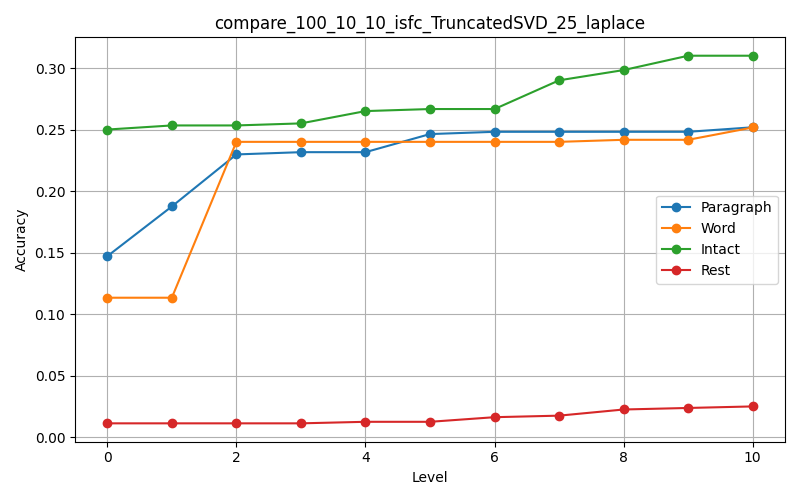 compare_100_10_10_isfc_TruncatedSVD_25_laplace
Accuracy
0.30
0.25
0.20
0.15
0.10
0.05
0.00
Paragraph
Word
Intact
Rest
0 2 4 6 8 10
Level